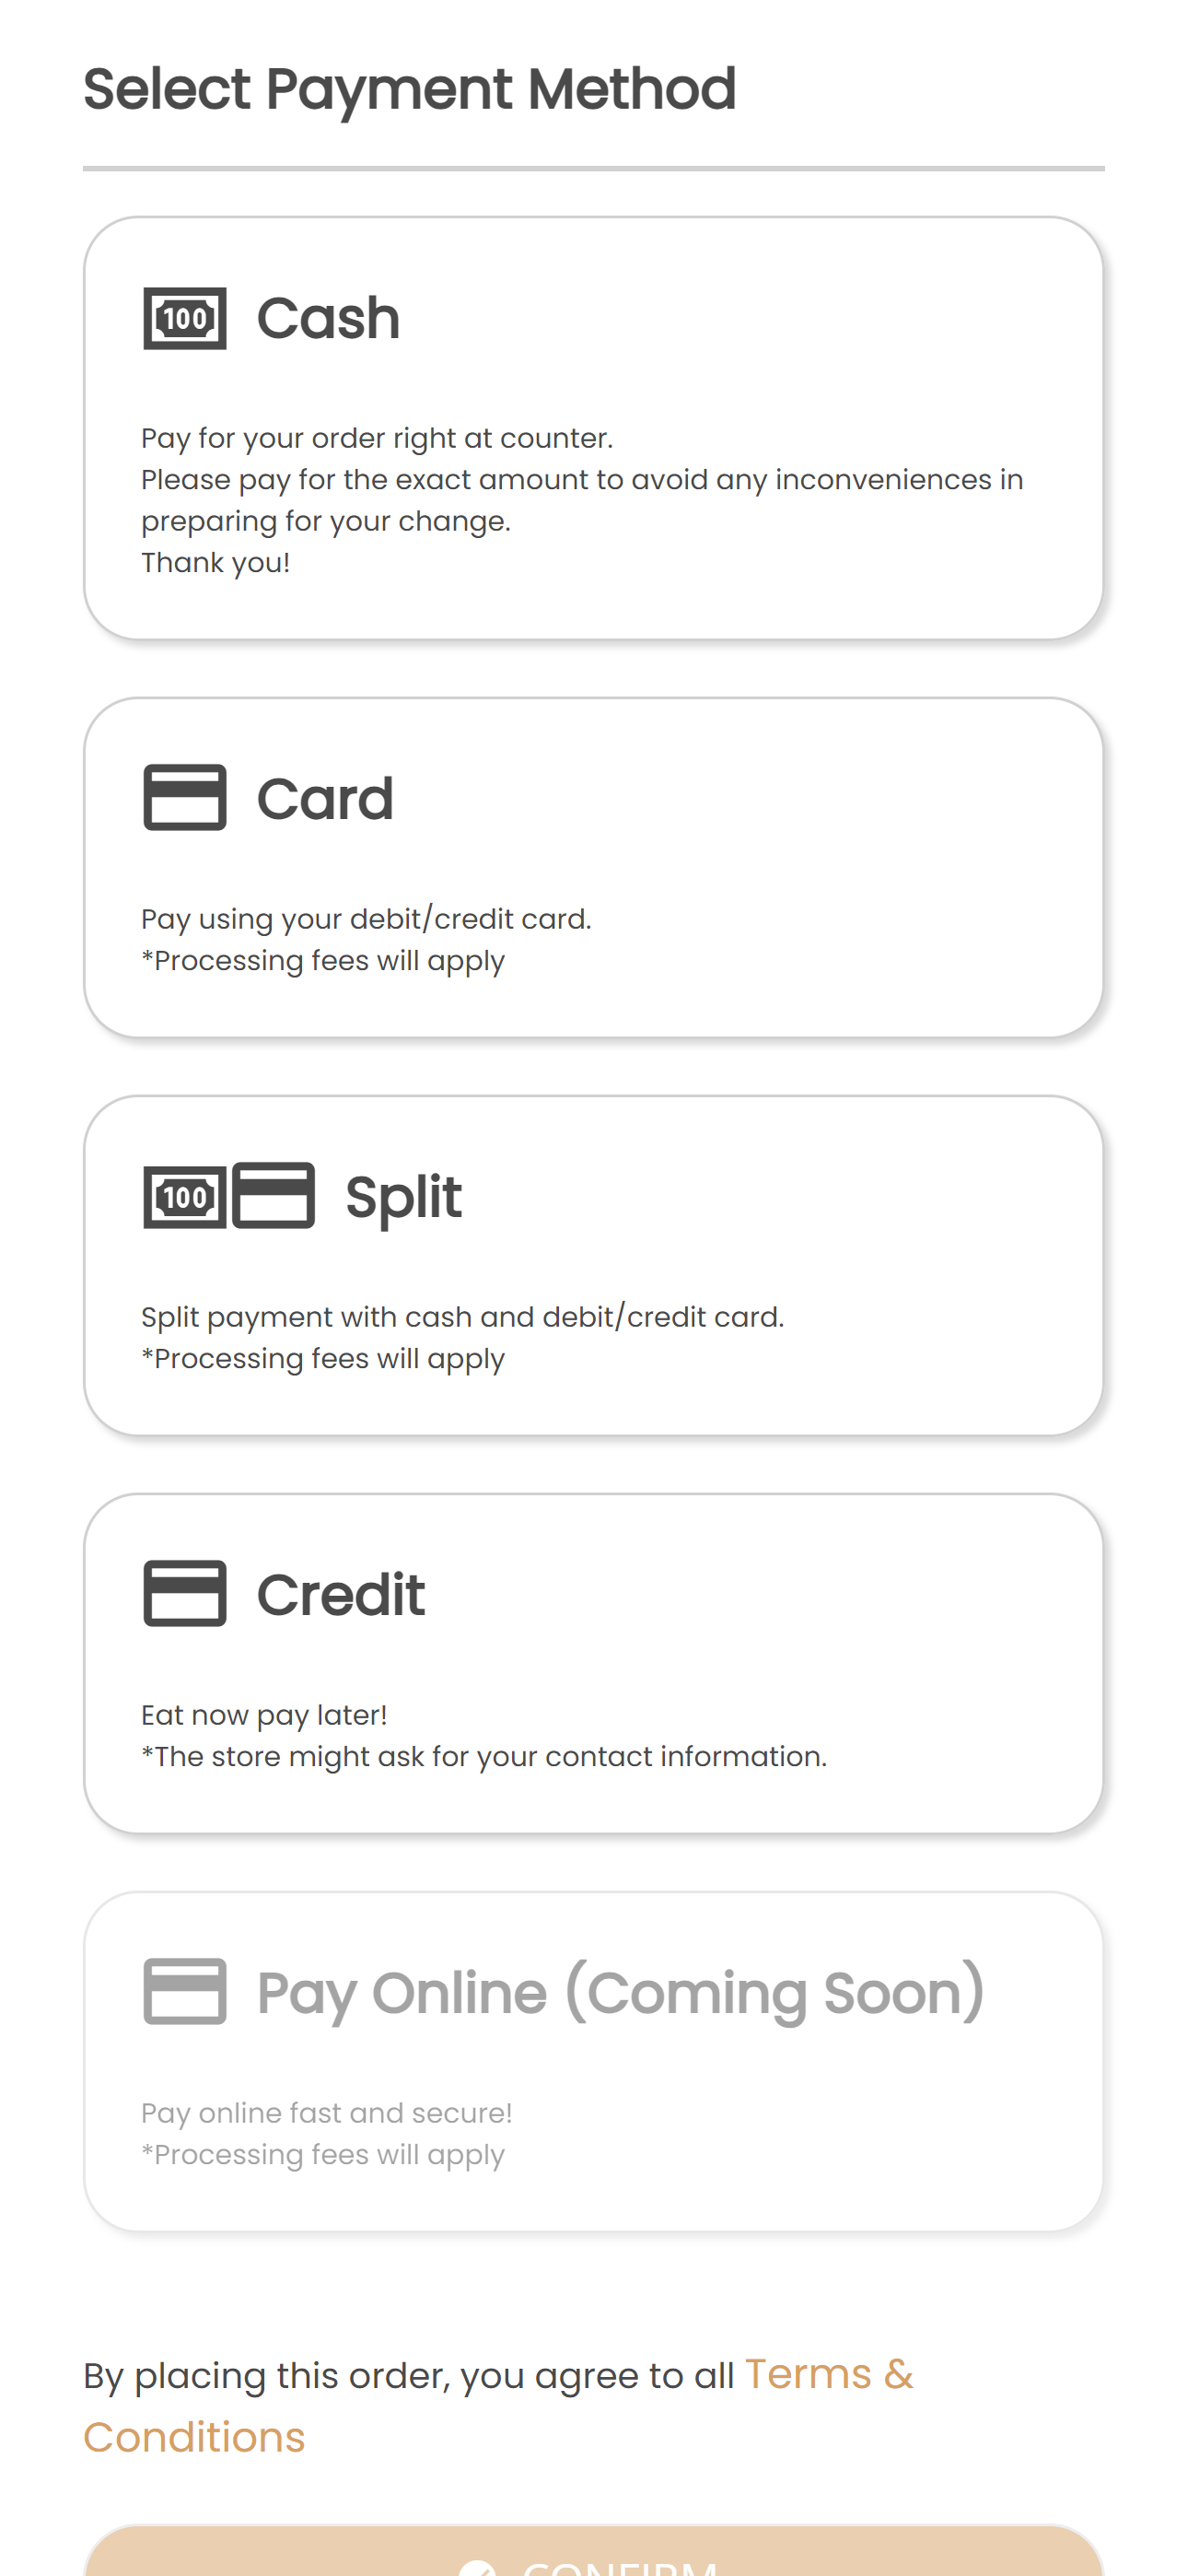 Select Payment Method
100 Cash
Pay for your order right at counter.
Please pay for the exact amount to avoid any inconveniences in
preparing for your change.
Thank you!
Card
Pay using your debit/credit card.
*Processing fees will apply
100 Split
Split payment with cash and debit/credit card.
*Processing fees will apply
Credit
Eat now pay later!
*The store might ask for your contact information.
Pay Online (Coming Soon)
Pay online fast and secure!
*Processing fees will apply
By placing this order, you agree to all Terms &
Conditions
CONFIRM